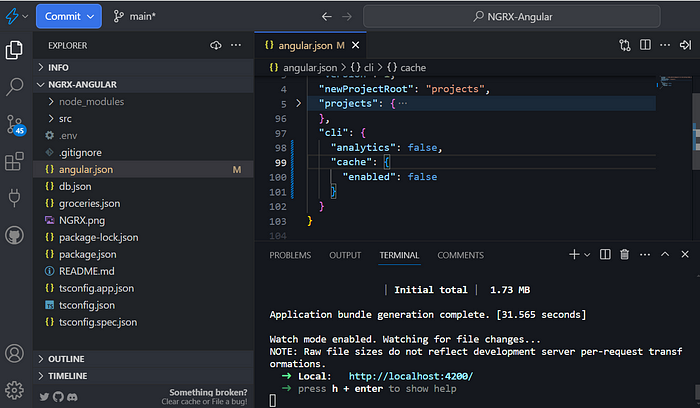 Commit
main*
NGRX-Angular
EXPLORER
INFO
NGRX-ANGULAR
node_modules
src
.env
.gitignore
angular.json M
db.json
groceries.json
NGRX.png
package-lock.json
package.json
README.md
tsconfig.app.json
tsconfig.json
tsconfig.spec.json
OUTLINE
TIMELINE
Something broken?
Clear cache or File a bug!
45
angular.json M
angular.json > {} cli > {} cache
4 "newProjectRoot": "projects",
5 "projects": { ...
96 },
97 "cli": {
98 "analytics": false,
99 "cache": {
100 "enabled": false
101 }
102 }
103 }
104
PROBLEMS OUTPUT TERMINAL COMMENTS
| Initial total | 1.73 MB
Application bundle generation complete. [31.565 seconds]
Watch mode enabled. Watching for file changes...
NOTE: Raw file sizes do not reflect development server per-request transf
ormations.
➜ Local: http://localhost:4200/
➜ press h + enter to show help